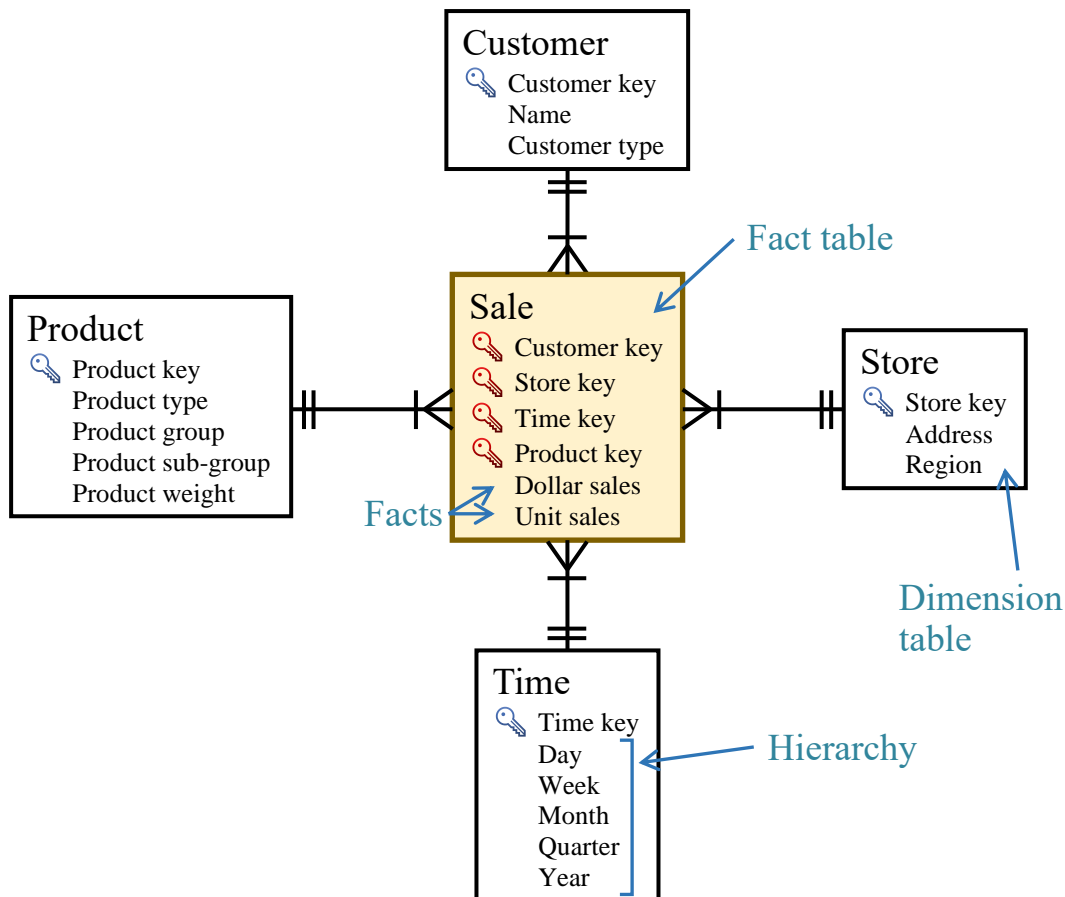 Customer
Customer key
Name
Customer type
Fact table
Product
Product key
Product type
Product group
Product sub-group
Product weight
Sale
Customer key
Store key
Time key
Product key
Dollar sales
Unit sales
Facts
Store
Store key
Address
Region
Dimension
table
Time
Time key
Day
Week
Month
Quarter
Year
Hierarchy